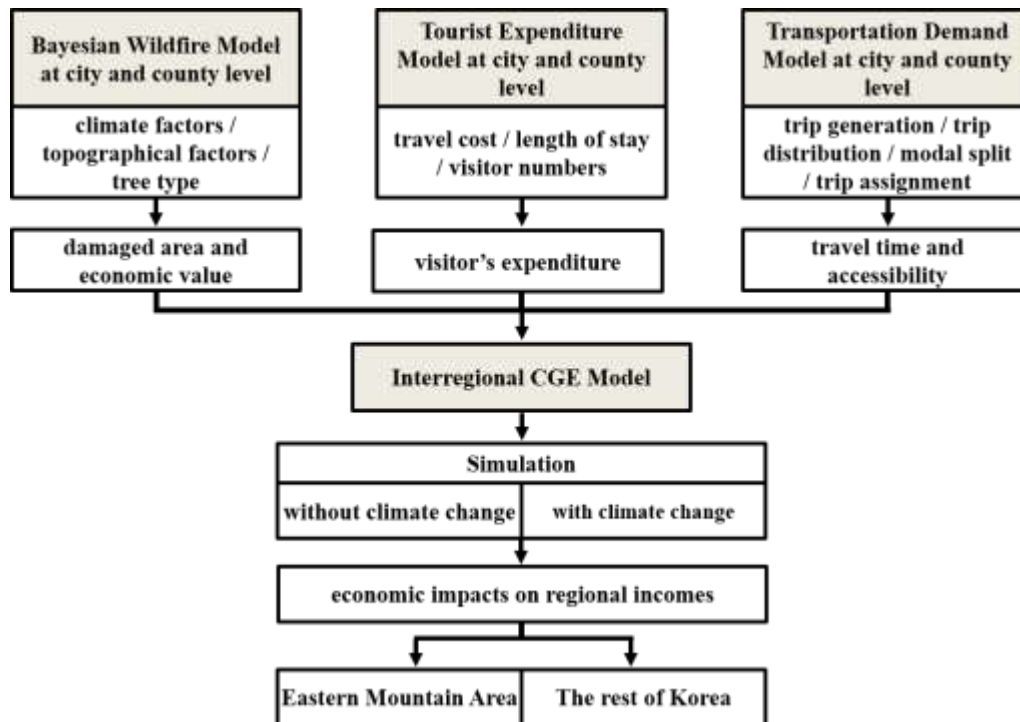 Bayesian Wildfire Model
at city and county level
climate factors /
topographical factors /
tree type
damaged area and
economic value
Tourist Expenditure
Model at city and county
level
travel cost / length of stay
/ visitor numbers
visitor's expenditure
Transportation Demand
Model at city and county
level
trip generation / trip
distribution / modal split
/ trip assignment
travel time and
accessibility
Interregional CGE Model
Simulation
without climate change
with climate change
economic impacts on regional incomes
Eastern Mountain Area
The rest of Korea